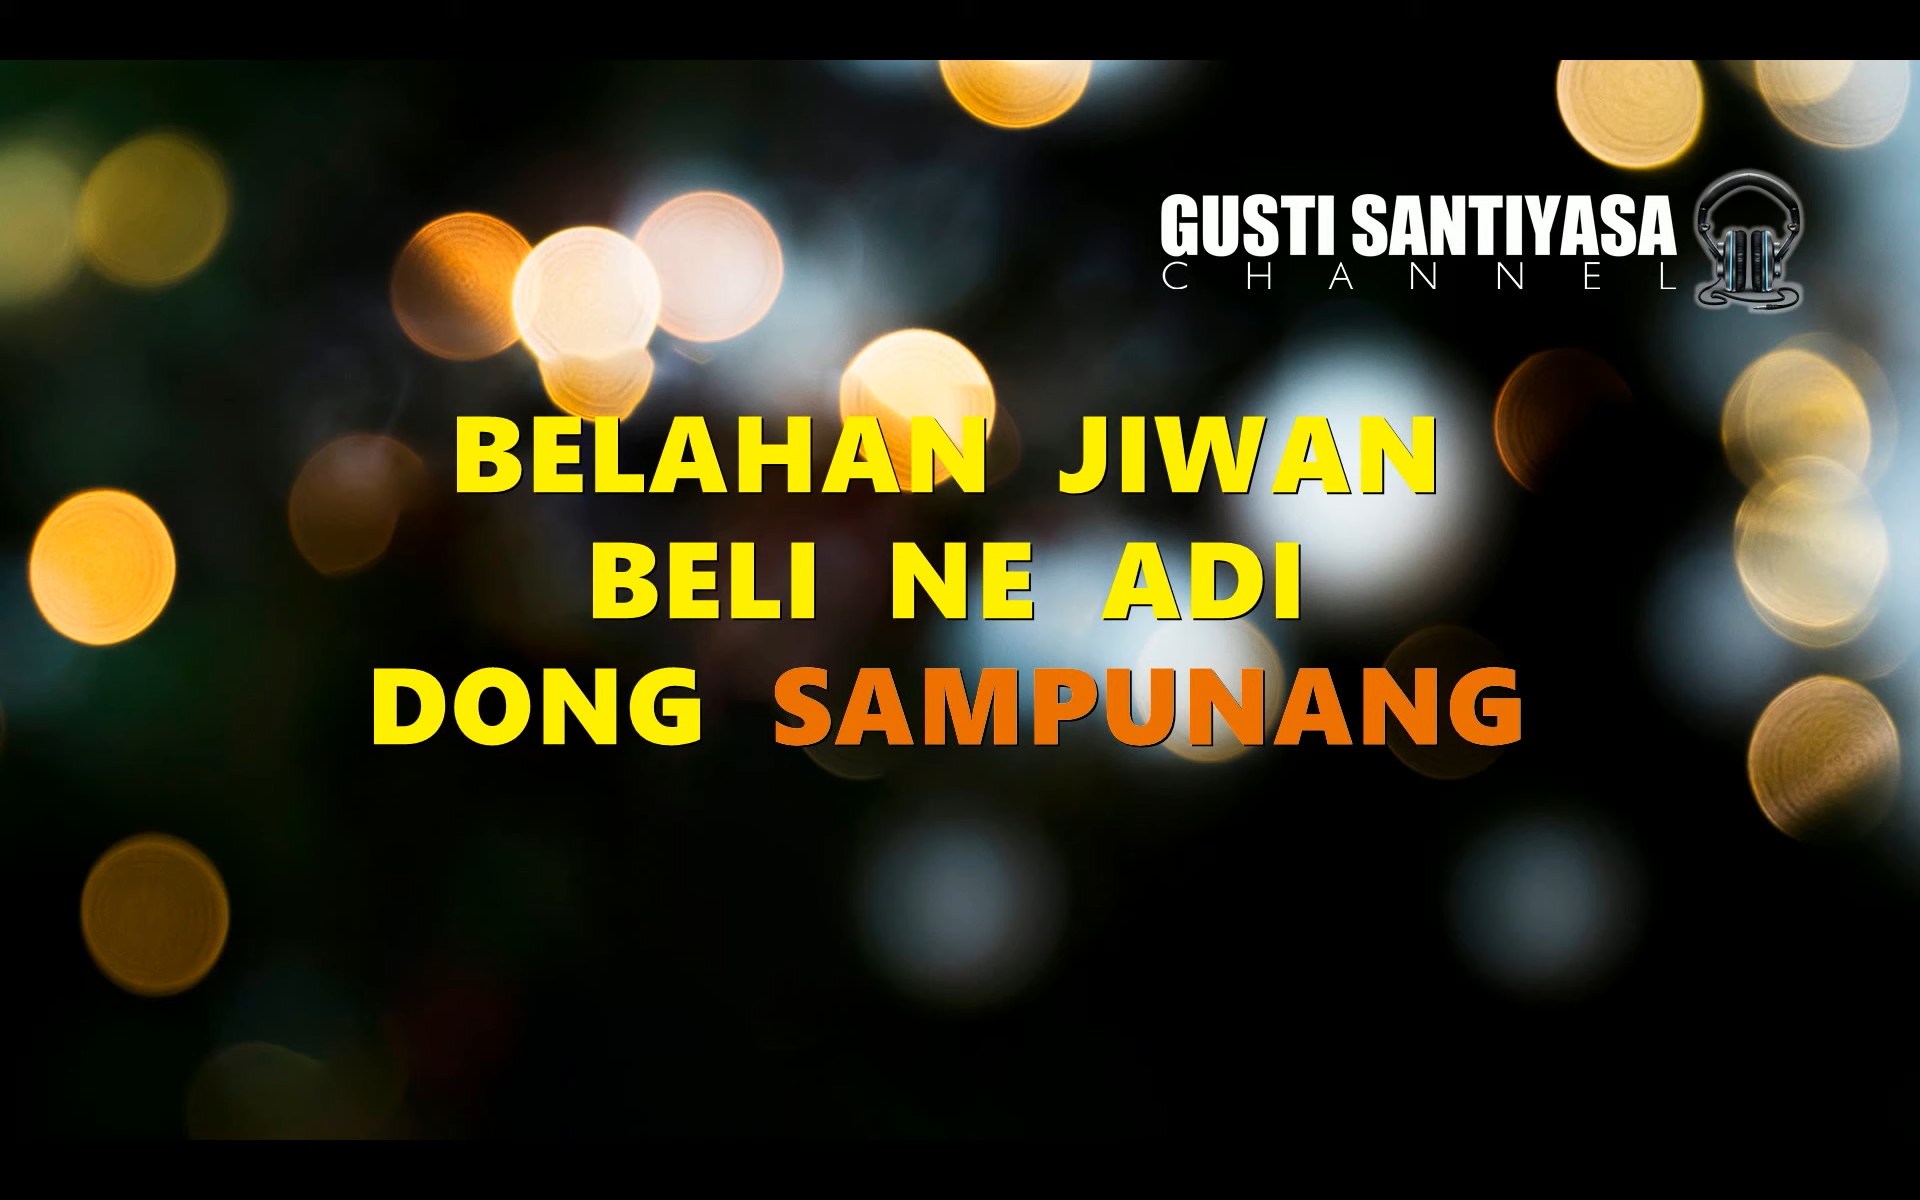 GUSTI SANTIYASA
CHANNEL
BELAHAN JIWAN
BELI NE ADI
DONG SAMPUNANG